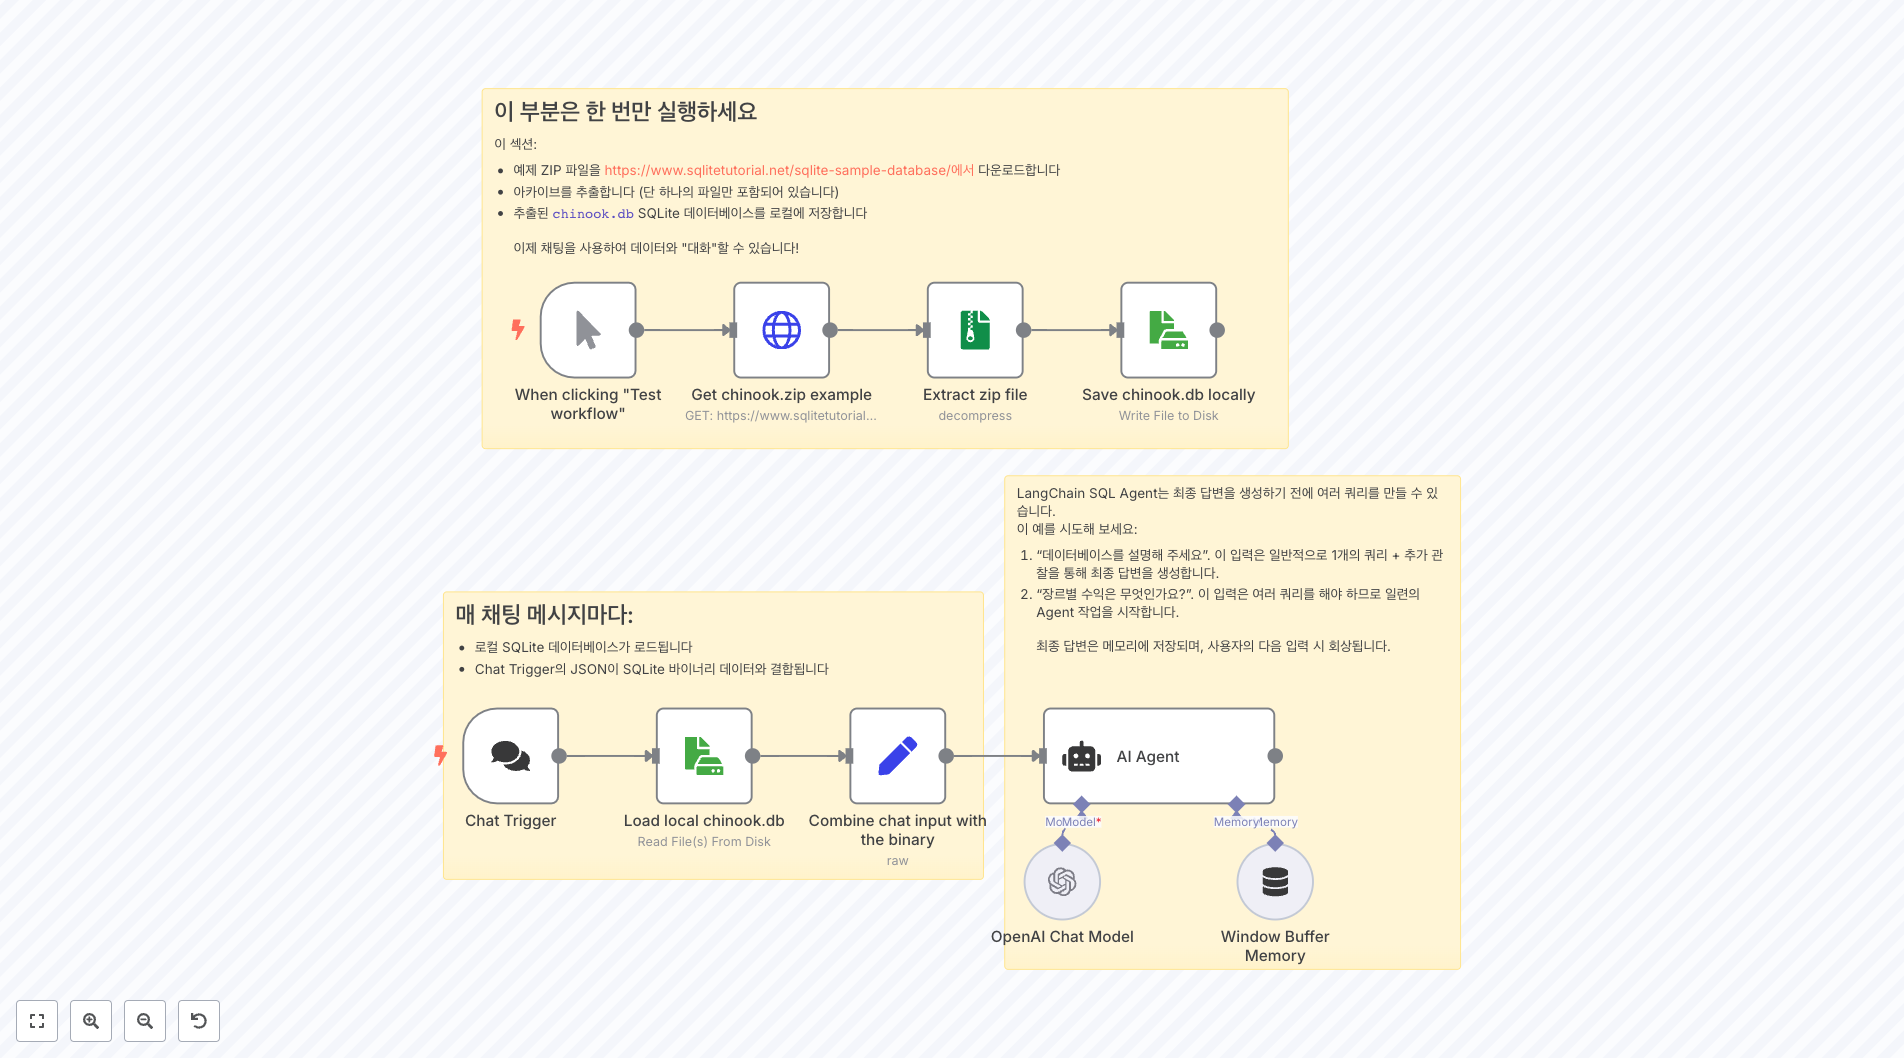 이 부분은 한 번만 실행하세요
이 섹션:
예제 ZIP 파일을 https://www.sqlitetutorial.net/sqlite-sample-database/에서 다운로드합니다
아카이브를 추출합니다 (단 하나의 파일만 포함되어 있습니다)
추출된 chinook.db SQLite 데이터베이스를 로컬에 저장합니다
이제 채팅을 사용하여 데이터와 "대화"할 수 있습니다!
When clicking "Test
workflow"
Get chinook.zip example
GET: https://www.sqlitetutorial...
Extract zip file
decompress
Save chinook.db locally
Write File to Disk
매 채팅 메시지마다:
로컬 SQLite 데이터베이스가 로드됩니다
Chat Trigger의 JSON이 SQLite 바이너리 데이터와 결합됩니다
Chat Trigger
Load local chinook.db
Read File(s) From Disk
Combine chat input with
the binary
raw
LangChain SQL Agent는 최종 답변을 생성하기 전에 여러 쿼리를 만들 수 있
습니다.
이 예를 시도해 보세요:
1. “데이터베이스를 설명해 주세요”. 이 입력은 일반적으로 1개의 쿼리 + 추가 관
찰을 통해 최종 답변을 생성합니다.
2. “장르별 수익은 무엇인가요?”. 이 입력은 여러 쿼리를 해야 하므로 일련의
Agent 작업을 시작합니다.
최종 답변은 메모리에 저장되며, 사용자의 다음 입력 시 회상됩니다.
AI Agent
Model*
Memory
OpenAI Chat Model
Window Buffer
Memory